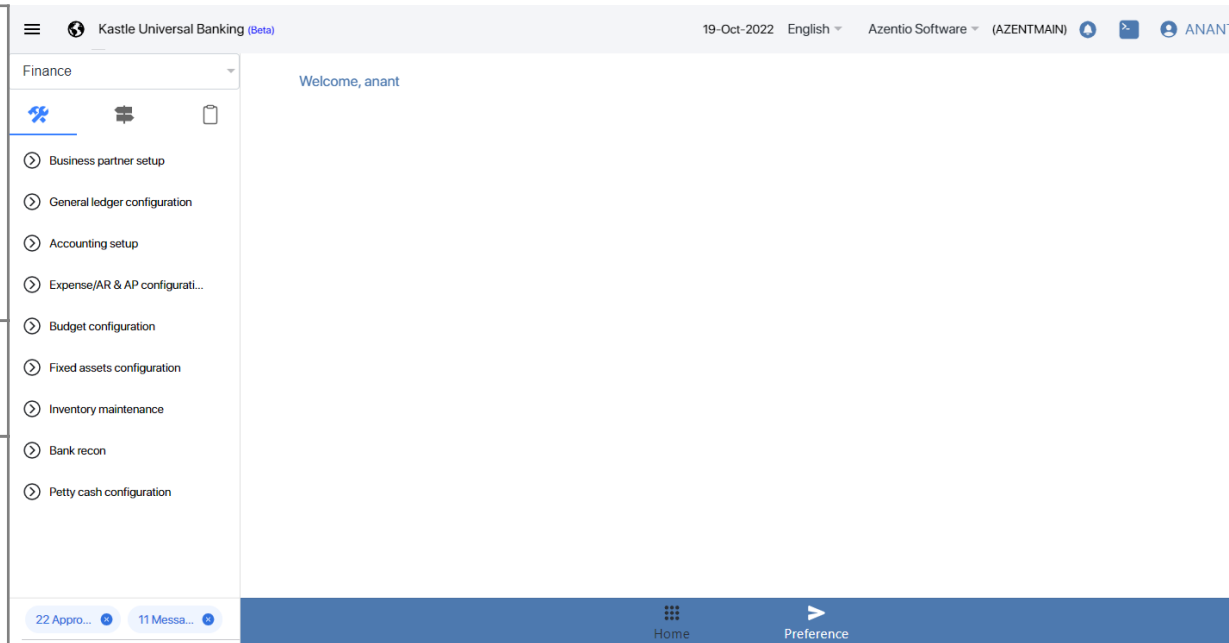 Kastle Universal Banking (Beta)
19-Oct-2022 English Azentio Software (AZENTMAIN) ANANT
Finance
Welcome, anant
Business partner setup
General ledger configuration
Accounting setup
Expense/AR & AP configurati...
Budget configuration
Fixed assets configuration
Inventory maintenance
Bank recon
Petty cash configuration
22 Appro... 11 Messa...
Home Preference